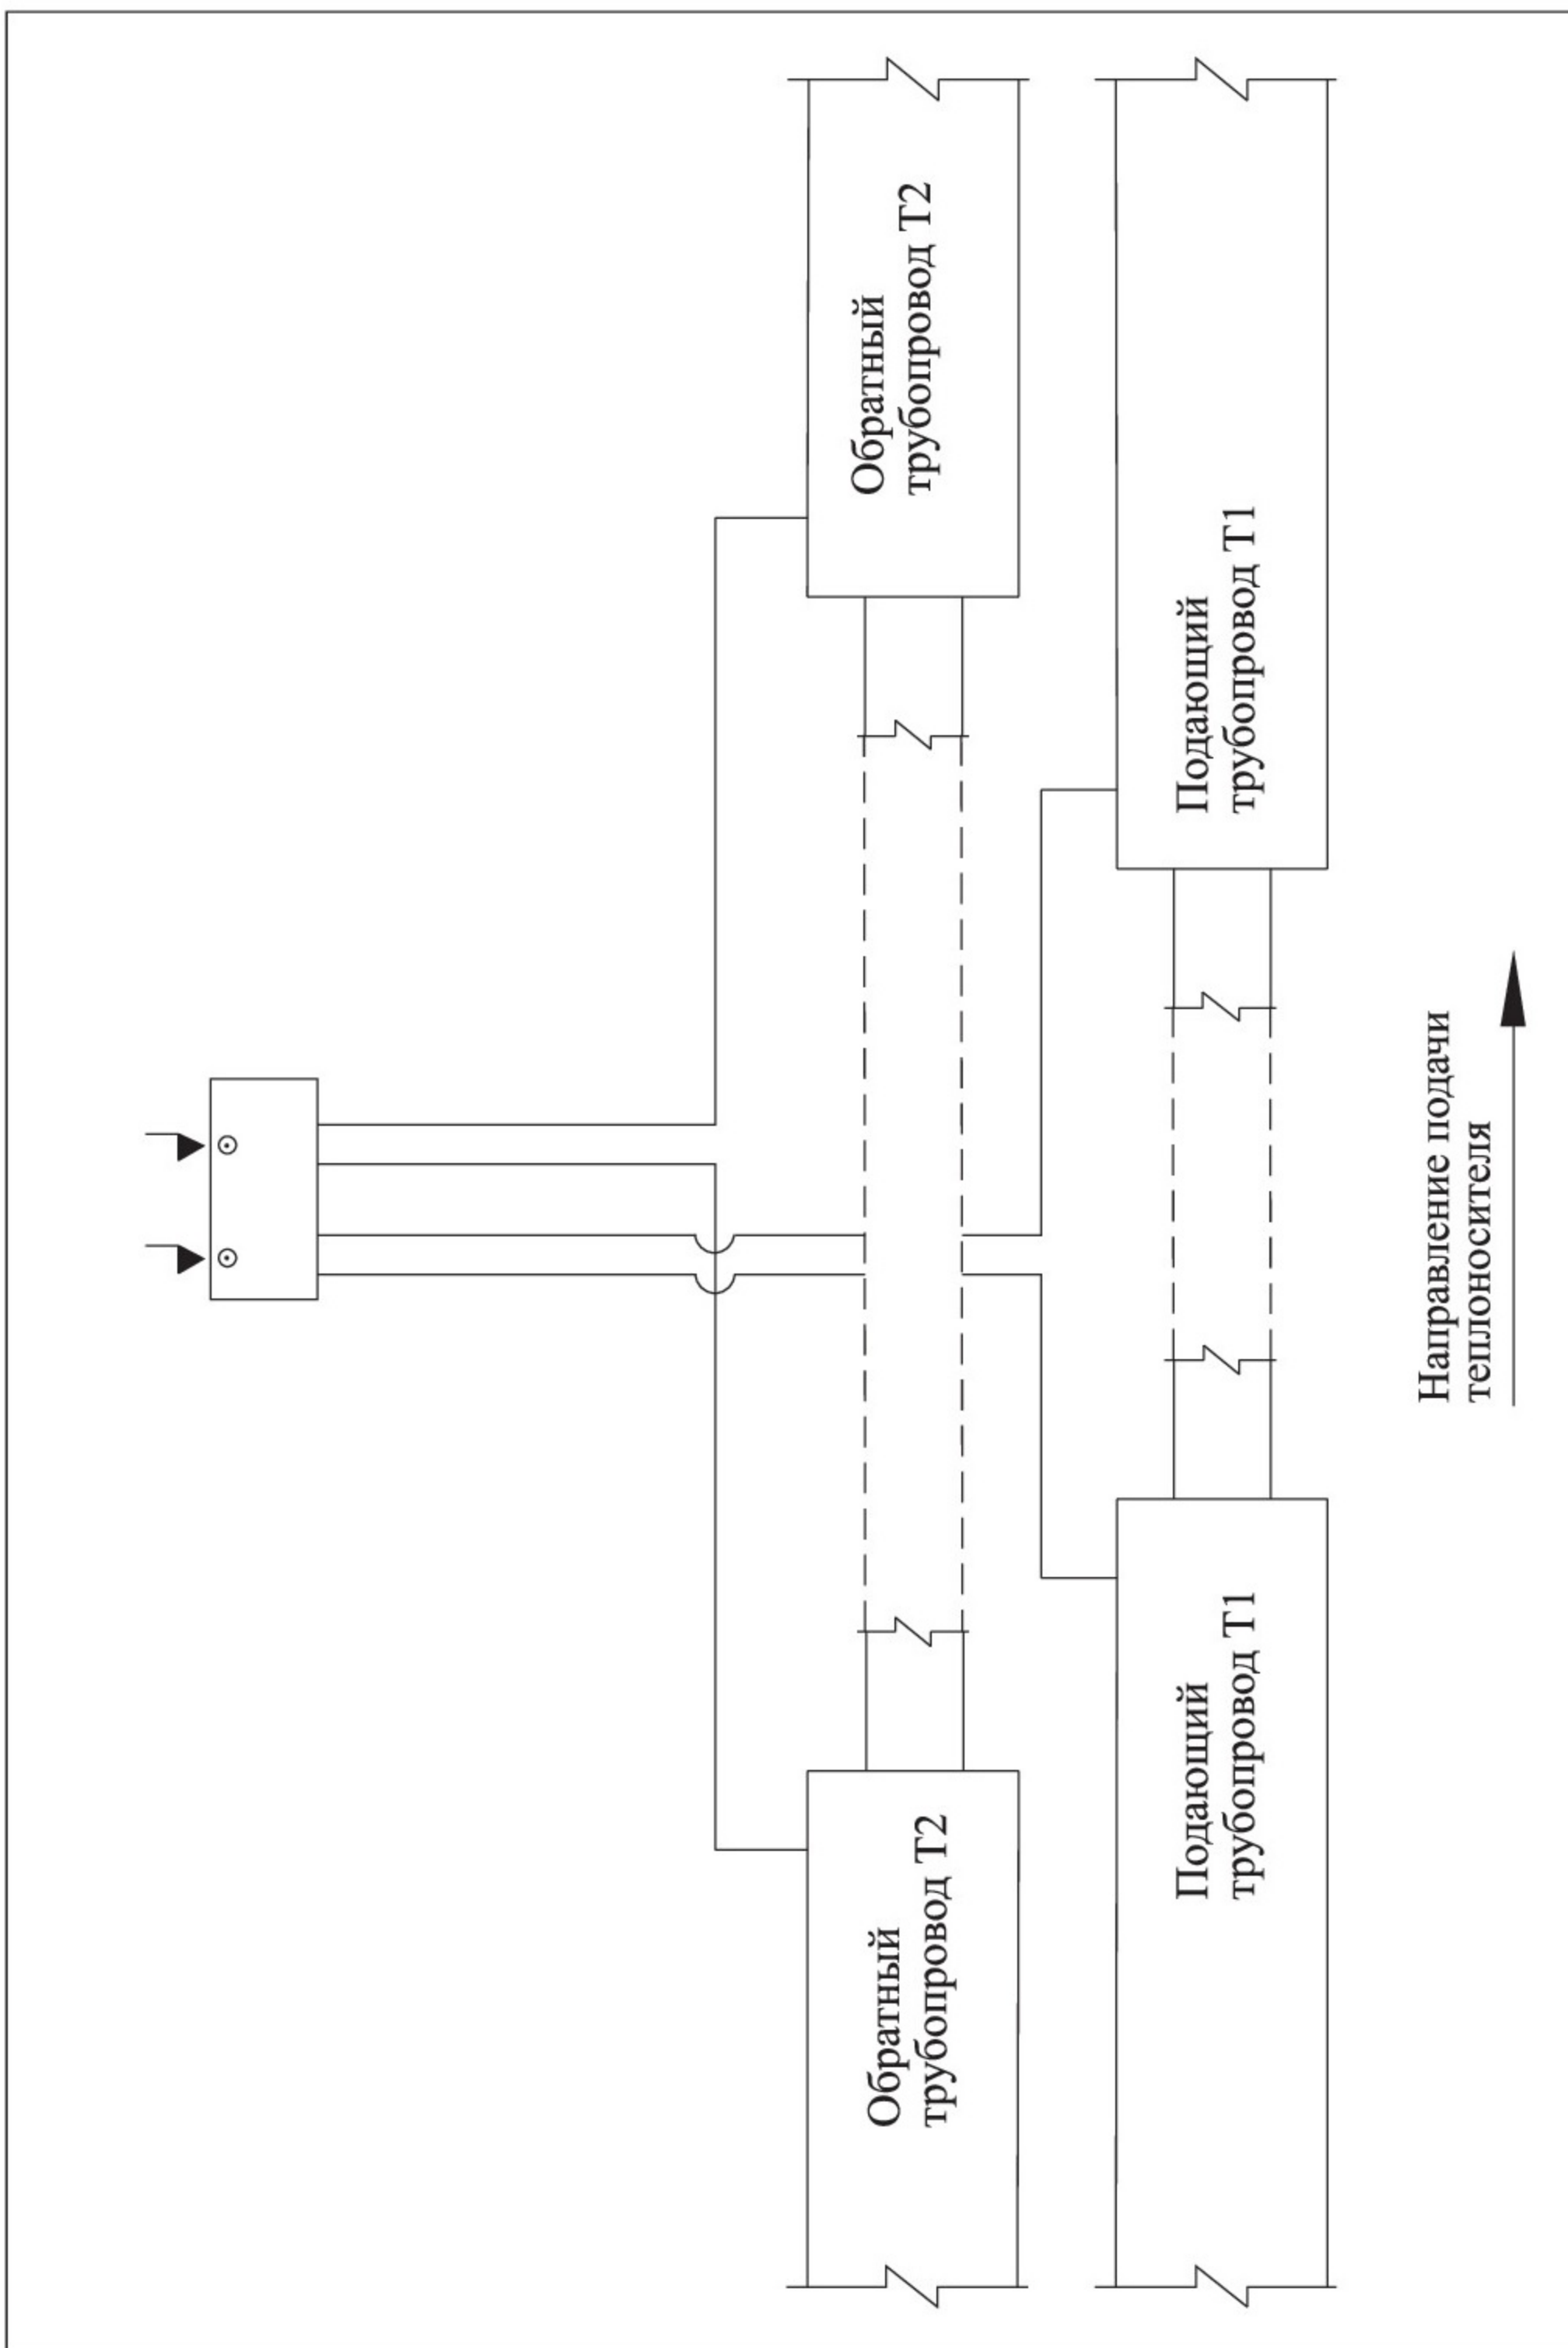 Обратный
трубопровод Т2
Обратный
трубопровод Т2
Подающий
трубопровод Т1
Подающий
трубопровод Т1
Направление подачи
теплоносителя